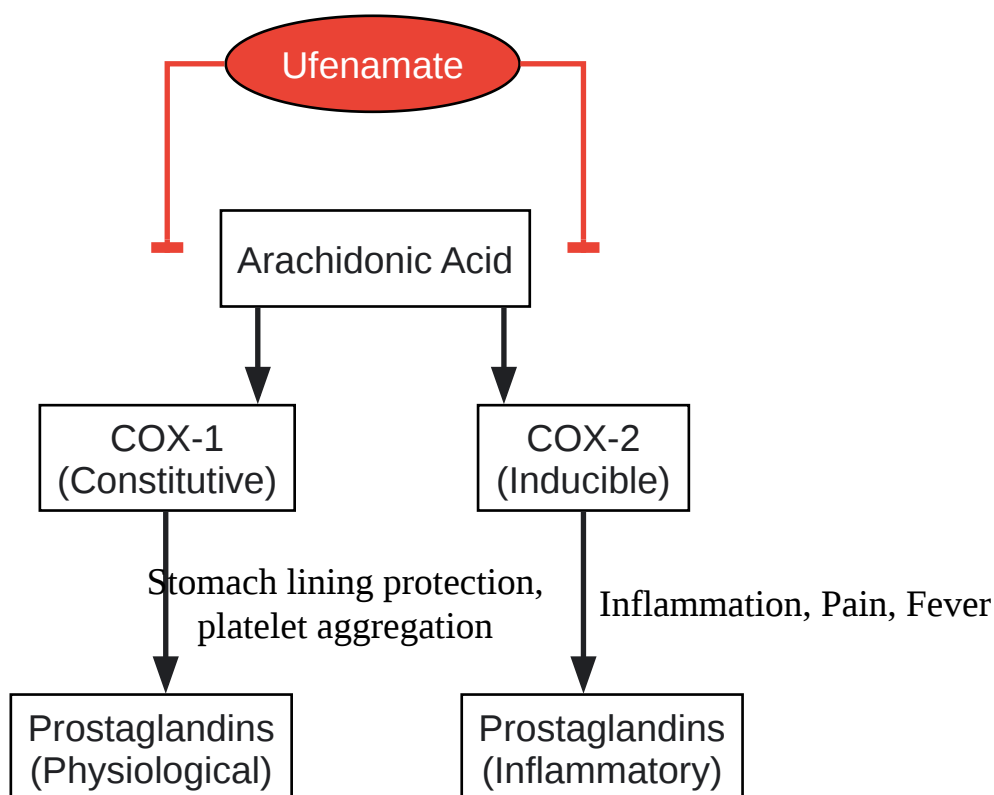 Ufenamate
Arachidonic Acid
COX-1
(Constitutive)
COX-2
(Inducible)
Stomach lining protection,
platelet aggregation
Inflammation, Pain, Fever
Prostaglandins
(Physiological)
Prostaglandins
(Inflammatory)